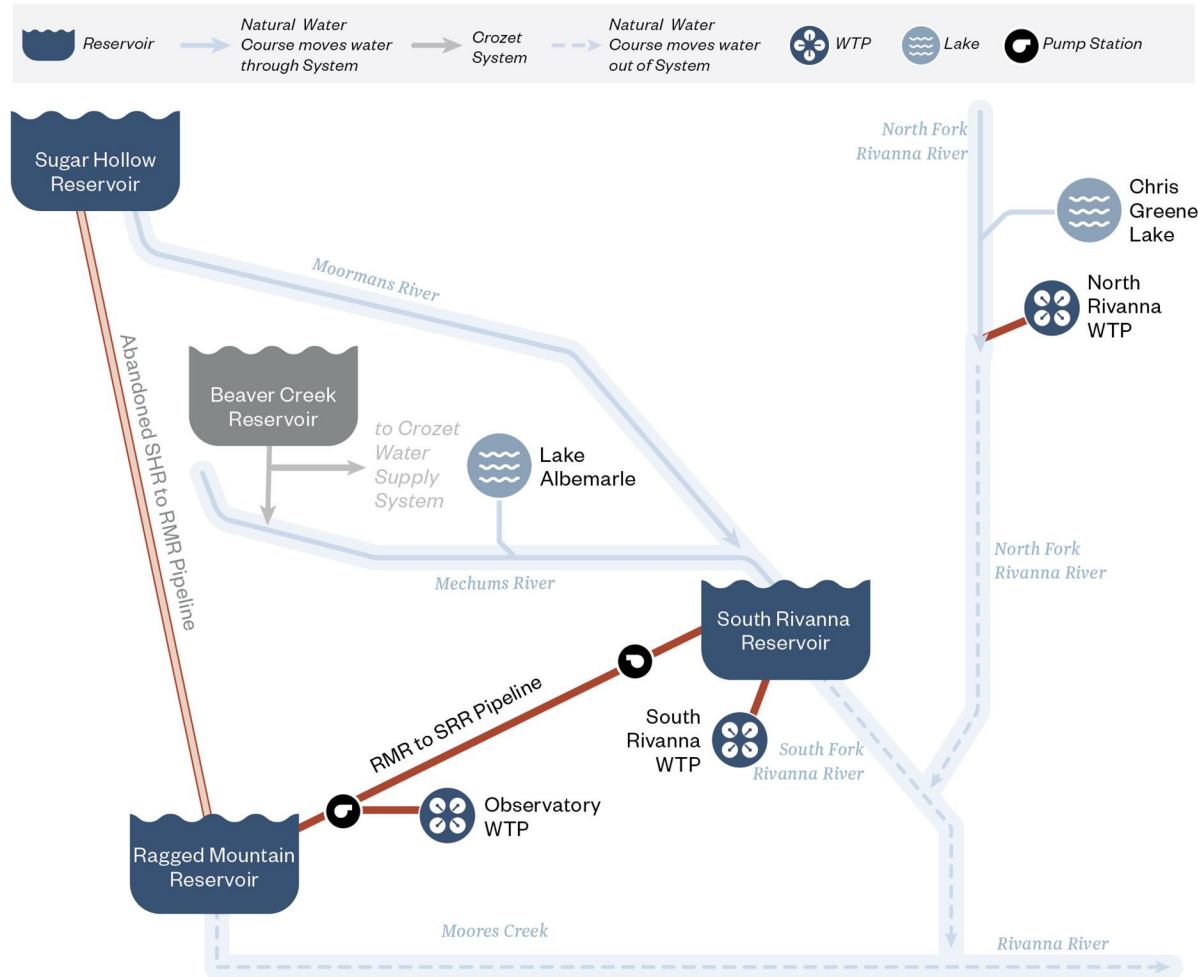 Reservoir
Natural Water
Course moves water
through System
Crozet
System
Natural Water
Course moves water
out of System
WTP
Lake
Pump Station
Sugar Hollow
Reservoir
North Fork
Rivanna River
Chris
Greene
Lake
Moormans River
North
Rivanna
WTP
Abandoned SHR to RMR Pipeline
Beaver Creek
Reservoir
to Crozet
Water
Supply
System
Lake
Albemarle
Mechums River
North Fork
Rivanna River
South Rivanna
Reservoir
RMR to SRR Pipeline
South
Rivanna
WTP
South Fork
Rivanna River
Observatory
WTP
Ragged Mountain
Reservoir
Moores Creek
Rivanna River